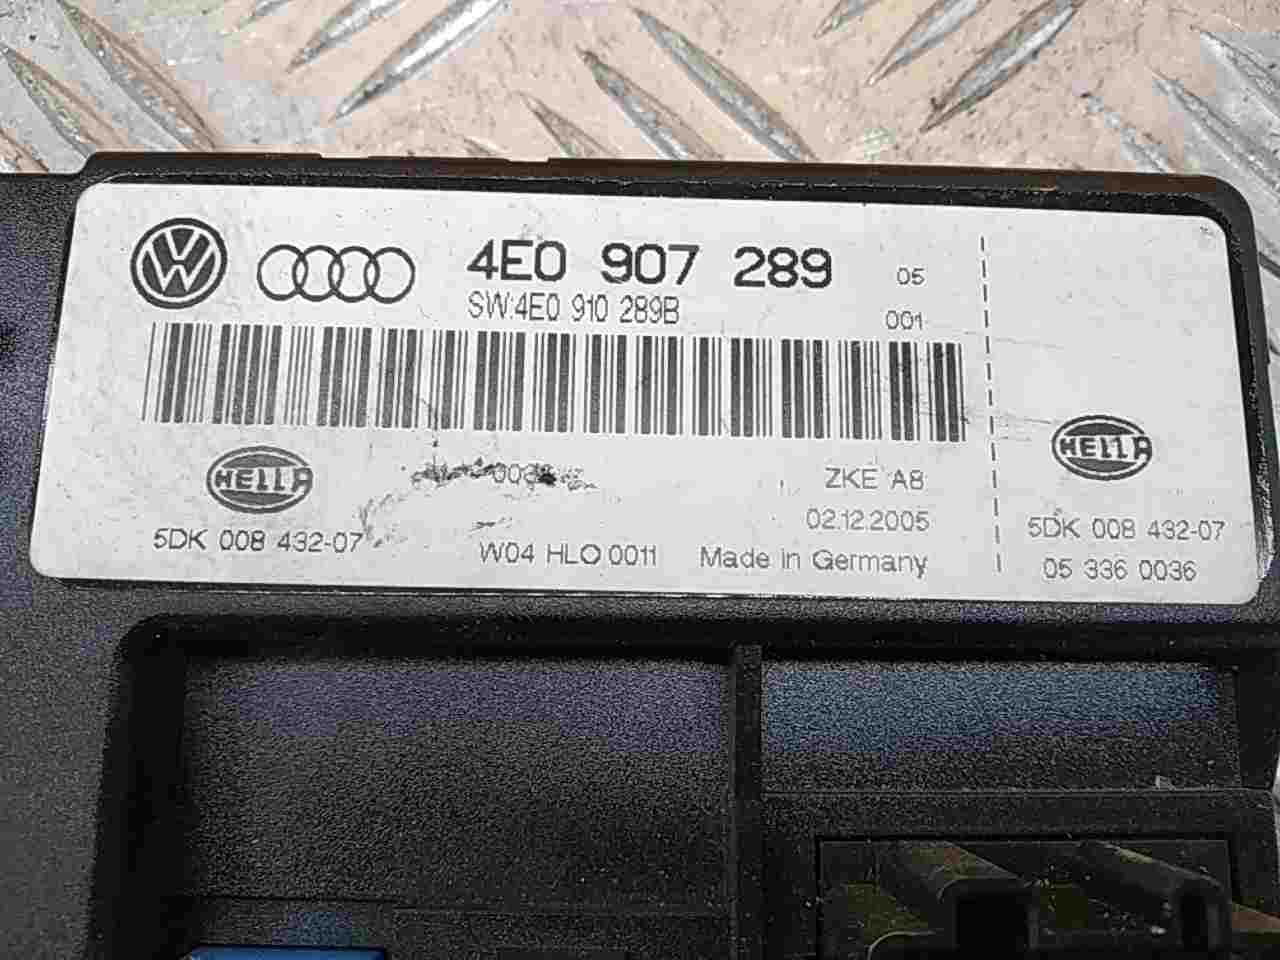 4E0 907 289 05
SW:4E0 910 289B 001
HELLA
ZKE A8
HELLA
02.12.2005
5DK 008 432-07
W04 HLO 0011
Made in Germany
5DK 008 432-07
05 336 0036